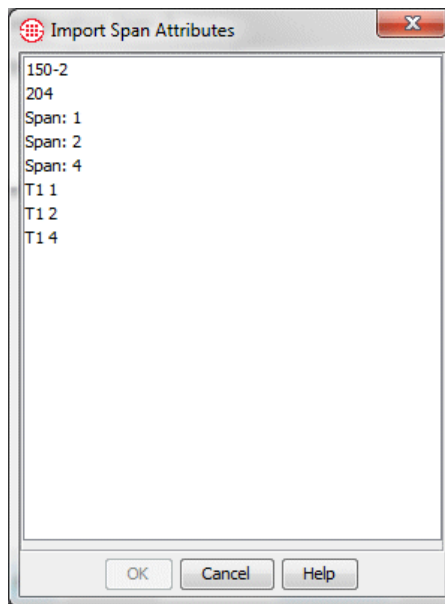 Import Span Attributes
150-2
204
Span: 1
Span: 2
Span: 4
T1 1
T1 2
T1 4
OK Cancel Help